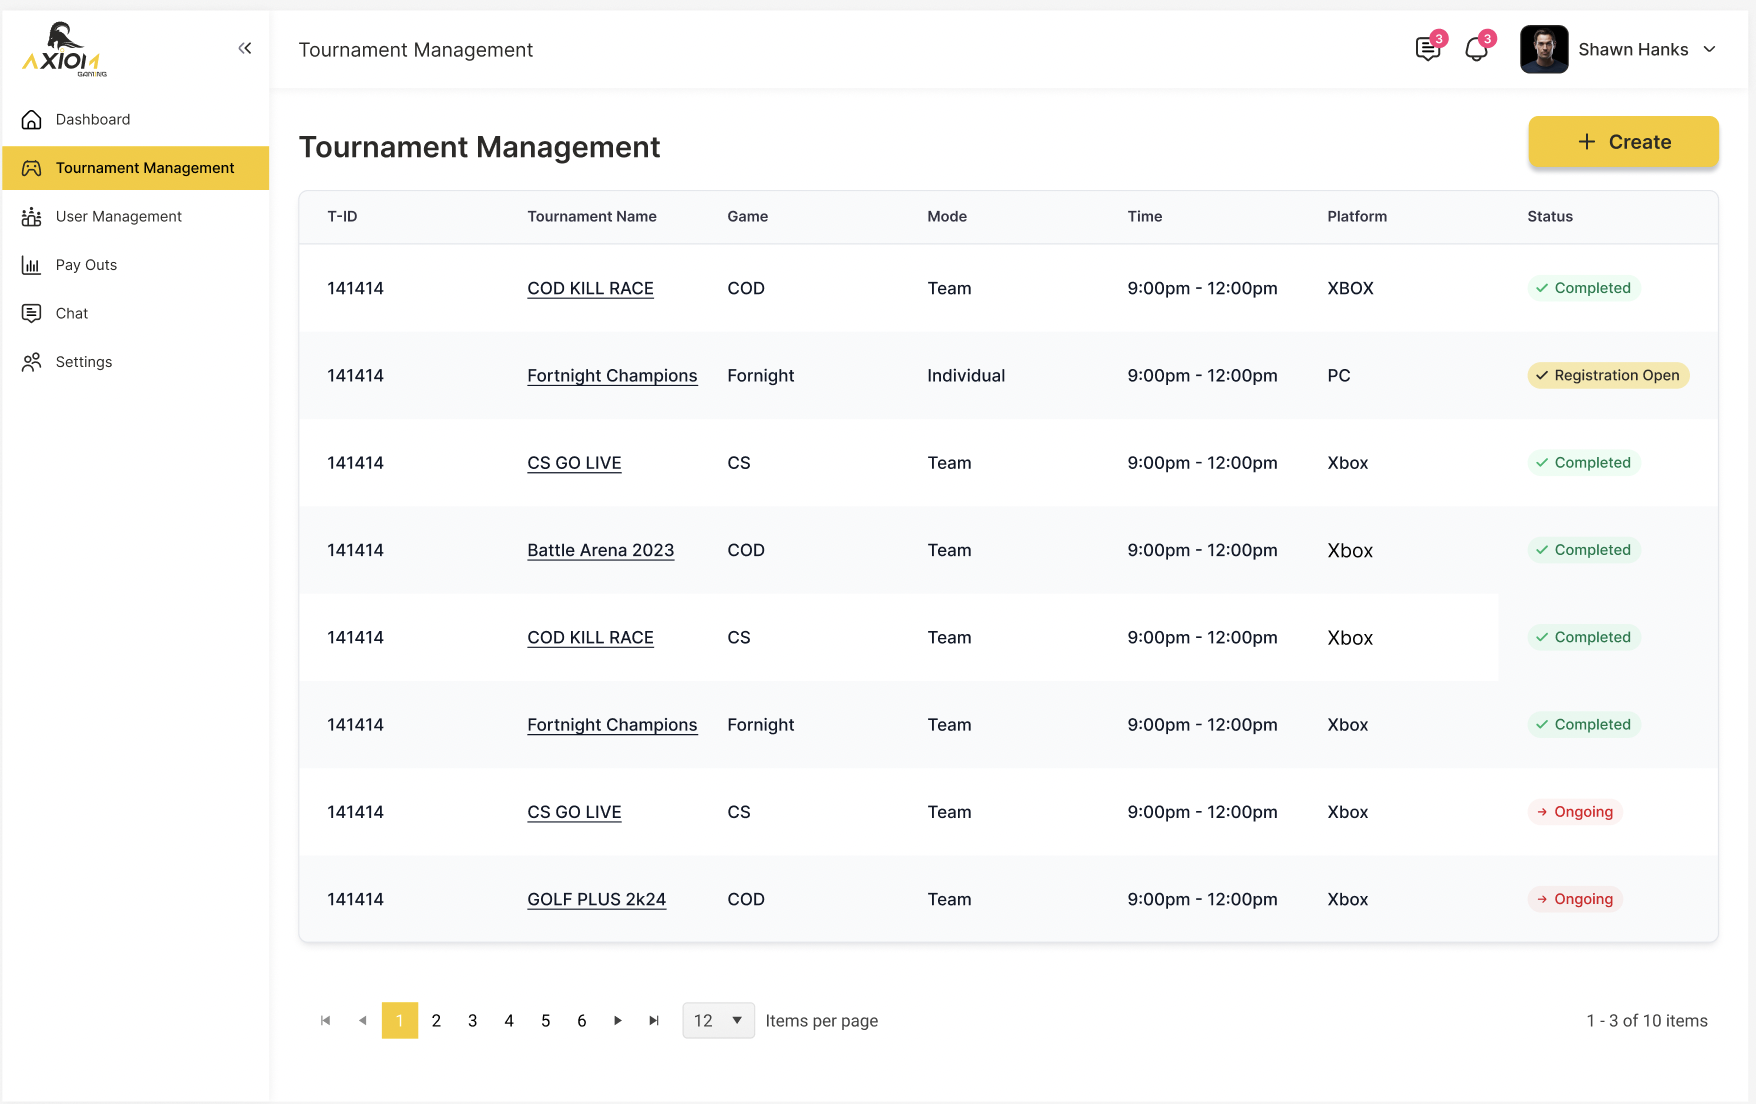 AXIOM
GAMING
Tournament Management
3
3
Shawn Hanks
Dashboard
Tournament Management
User Management
Pay Outs
Chat
Settings
Tournament Management
+ Create
T-ID Tournament Name Game Mode Time Platform Status
141414 COD KILL RACE COD Team 9:00pm - 12:00pm XBOX Completed
141414 Fortnight Champions Fornight Individual 9:00pm - 12:00pm PC Registration Open
141414 CS GO LIVE CS Team 9:00pm - 12:00pm Xbox Completed
141414 Battle Arena 2023 COD Team 9:00pm - 12:00pm Xbox Completed
141414 COD KILL RACE CS Team 9:00pm - 12:00pm Xbox Completed
141414 Fortnight Champions Fornight Team 9:00pm - 12:00pm Xbox Completed
141414 CS GO LIVE CS Team 9:00pm - 12:00pm Xbox Ongoing
141414 GOLF PLUS 2k24 COD Team 9:00pm - 12:00pm Xbox Ongoing
1 2 3 4 5 6 12 Items per page 1 - 3 of 10 items